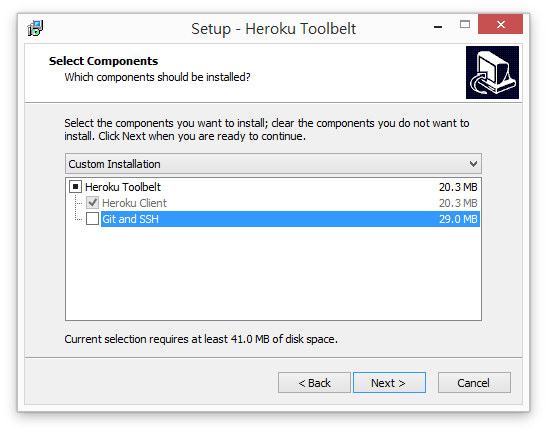 Setup - Heroku Toolbelt
Select Components
Which components should be installed?
Select the components you want to install; clear the components you do not want to
install. Click Next when you are ready to continue.
Custom Installation
Heroku Toolbelt 20.3 MB
Heroku Client 20.3 MB
Git and SSH 29.0 MB
Current selection requires at least 41.0 MB of disk space.
< Back Next > Cancel